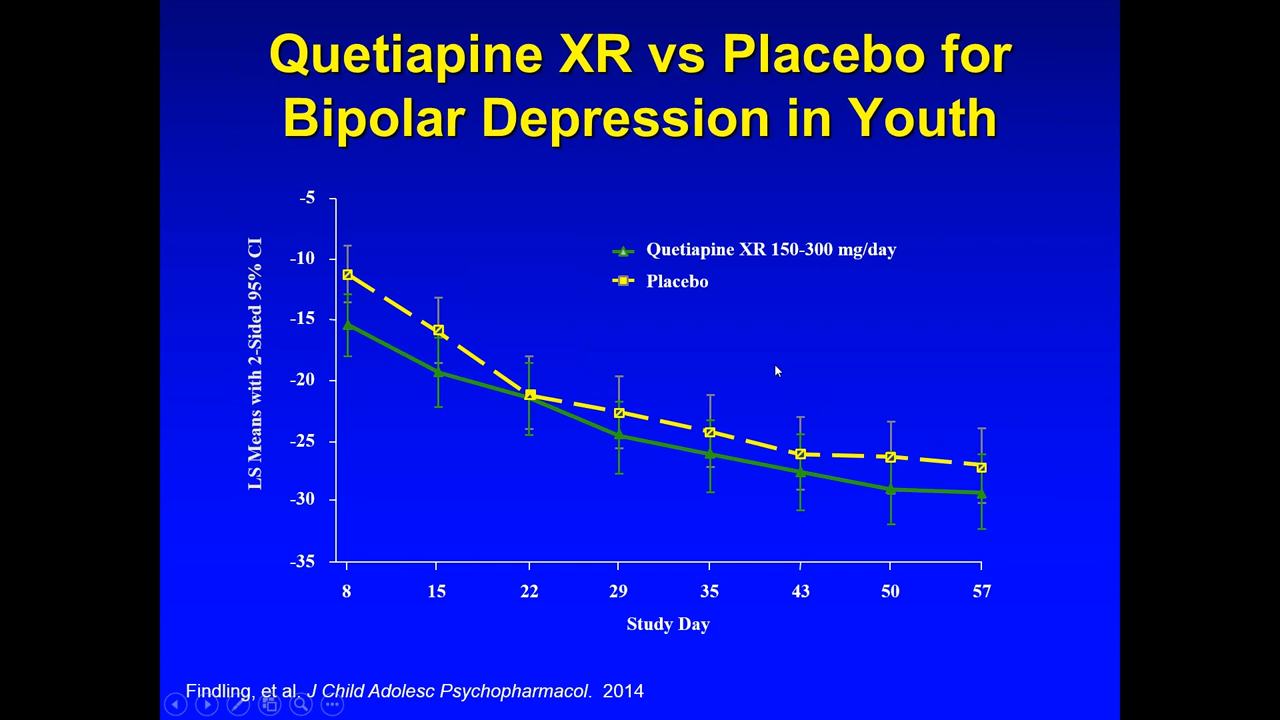 Quetiapine XR vs Placebo for
Bipolar Depression in Youth
LS Means with 2-Sided 95% CI
-5
-10
-15
-20
-25
-30
-35
Quetiapine XR 150-300 mg/day
Placebo
8 15 22 29 35 43 50 57
Study Day
Findling, et al. J Child Adolesc Psychopharmacol. 2014